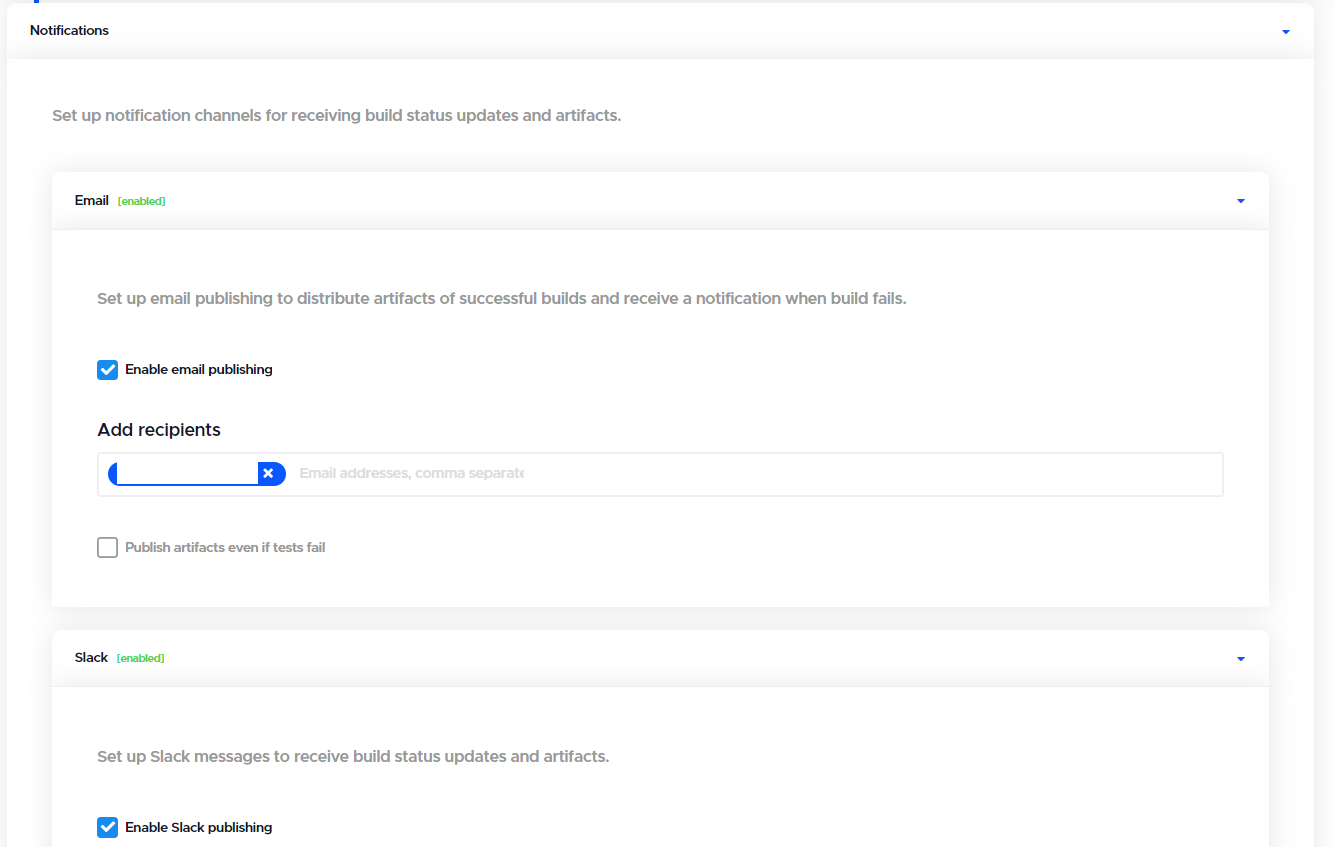 Notifications
Set up notification channels for receiving build status updates and artifacts.
Email [enabled]
Set up email publishing to distribute artifacts of successful builds and receive a notification when build fails.
Enable email publishing
Add recipients
Email addresses, comma separate
Publish artifacts even if tests fail
Slack [enabled]
Set up Slack messages to receive build status updates and artifacts.
Enable Slack publishing